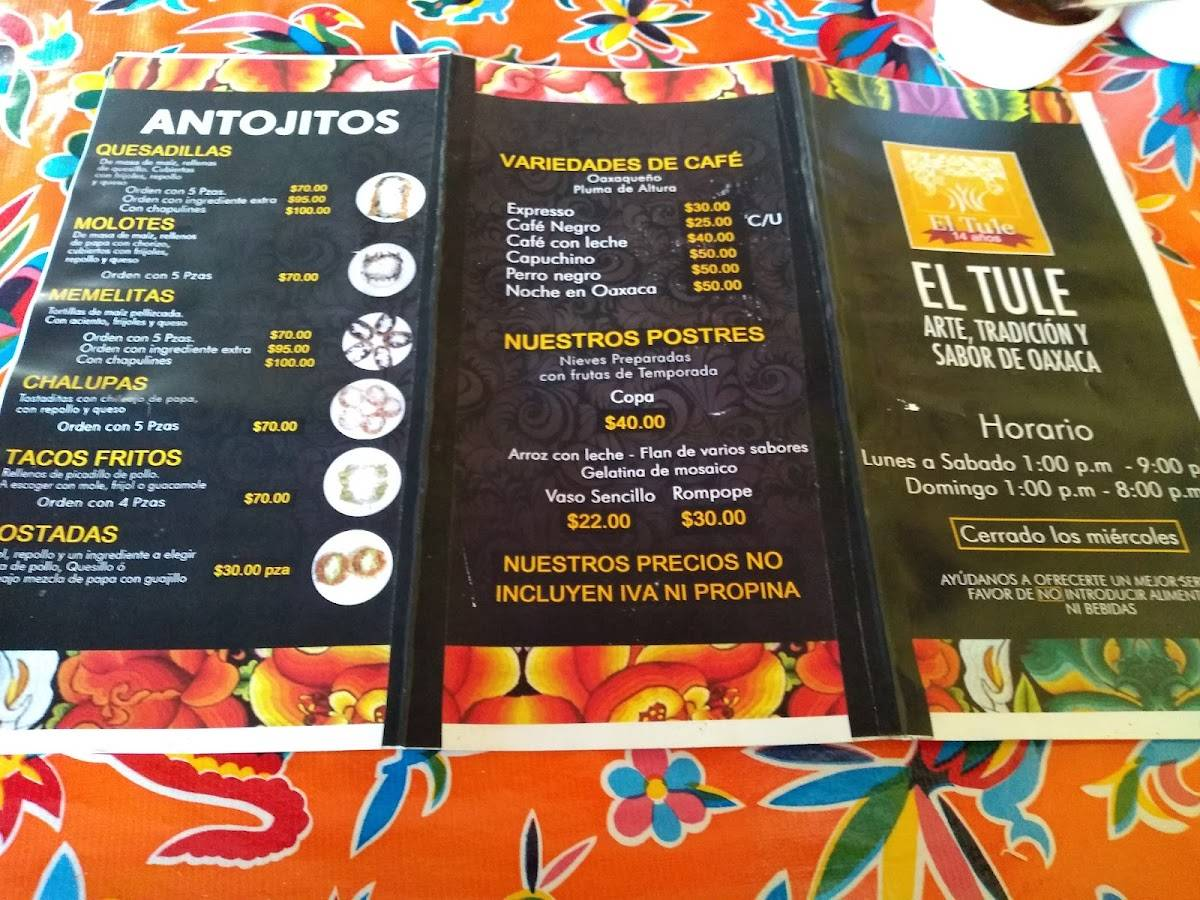 ANTOJITOS
QUESADILLAS
De masa de maíz, rellenas
de quesillo. Cubiertas
con frijoles, repollo
y queso
Orden con 5 Pzas. $70.00
Orden con ingrediente extra $95.00
Con chapulines $100.00
MOLOTES
De masa de maíz, rellenos
de papa con chorizo,
cubiertos con frijoles,
repollo y queso
Orden con 5 Pzas $70.00
MEMELITAS
Tortillas de maíz pellizcada.
Con aciento, frijoles y queso
Orden con 5 Pzas. $70.00
Orden con ingrediente extra $95.00
Con chapulines $100.00
CHALUPAS
Tostaditas con de papa,
con repollo y queso
Orden con 5 Pzas $70.00
TACOS FRITOS
Rellenos de picadillo de pollo.
A escoger con mole, frijol o guacamole
Orden con 4 Pzas $70.00
OSTADAS
ol, repollo y un ingrediente a elegir
a de pollo, Quesillo ó
ajo mezcla de papa con guajillo
$30.00 pza
VARIEDADES DE CAFÉ
Oaxaqueño
Pluma de Altura
Expresso $30.00
Café Negro $25.00 C/U
Café con leche $40.00
Capuchino $50.00
Perro negro $50.00
Noche en Oaxaca $50.00
NUESTROS POSTRES
Nieves Preparadas
con frutas de Temporada
Copa
$40.00
Arroz con leche - Flan de varios sabores
Gelatina de mosaico
Vaso Sencillo Rompope
$22.00 $30.00
NUESTROS PRECIOS NO
INCLUYEN IVA NI PROPINA
El Tule
14 años
EL TULE
ARTE, TRADICIÓN Y
SABOR DE OAXACA
Horario
Lunes a Sabado 1:00 p.m - 9:00 p
Domingo 1:00 p.m - 8:00 p.m
Cerrado los miércoles
AYÚDANOS A OFRECERTE UN MEJOR SER
FAVOR DE NO INTRODUCIR ALIMENT
NI BEBIDAS